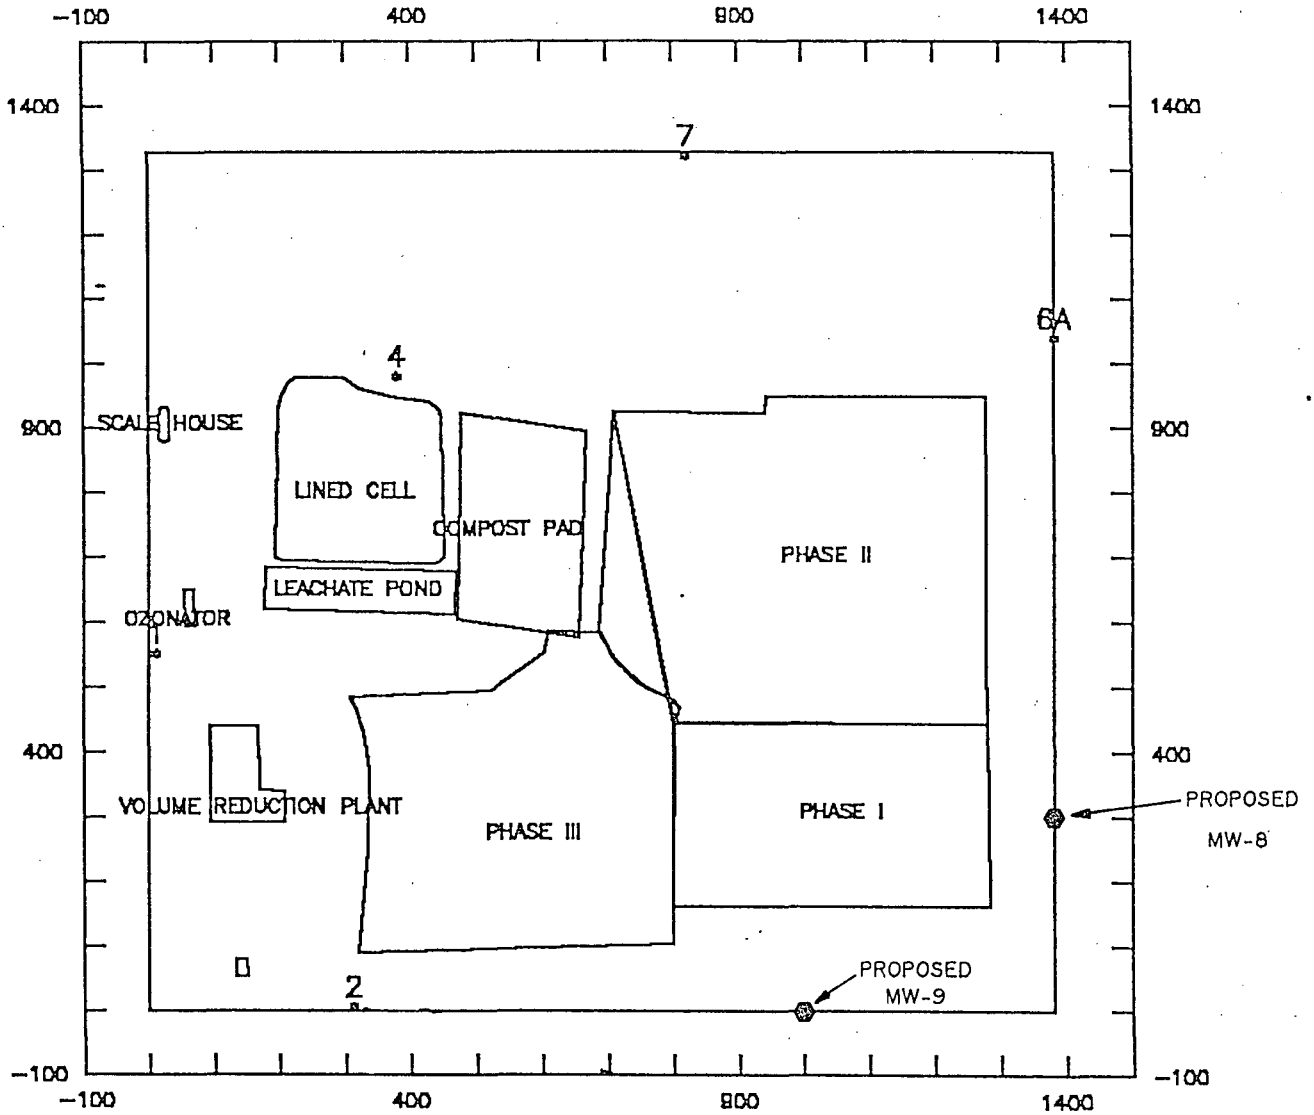 -100 400 900 1400
1400 1400
7
6A
4
900 SCALE HOUSE 900
LINED CELL
COMPOST PAD
PHASE II
LEACHATE POND
OZONATOR
1
400 400
VOLUME REDUCTION PLANT
PHASE III
PHASE I
PROPOSED
MW-8
2
PROPOSED
MW-9
-100 -100
-100 400 900 1400